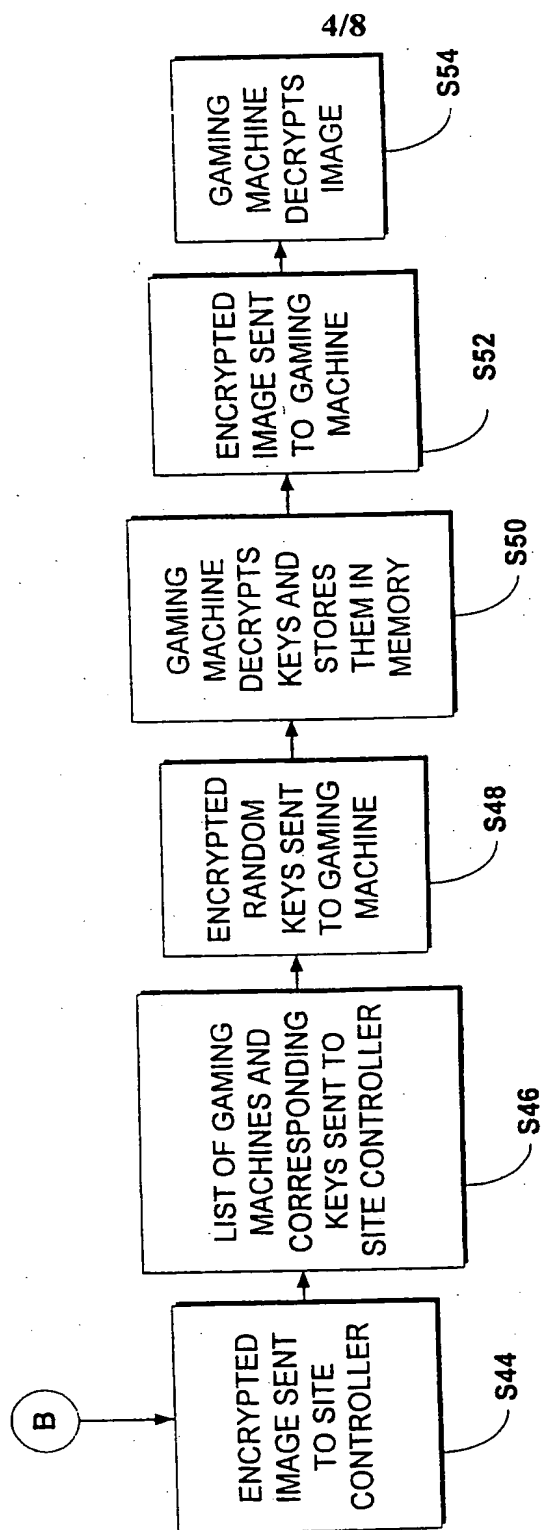 4/8
B
ENCRYPTED
IMAGE SENT
TO SITE
CONTROLLER
S44
LIST OF GAMING
MACHINES AND
CORRESPONDING
KEYS SENT TO
SITE CONTROLLER
S46
ENCRYPTED
RANDOM
KEYS SENT
TO GAMING
MACHINE
S48
GAMING
MACHINE
DECRYPTS
KEYS AND
STORES
THEM IN
MEMORY
S50
ENCRYPTED
IMAGE SENT
TO GAMING
MACHINE
S52
GAMING
MACHINE
DECRYPTS
IMAGE
S54